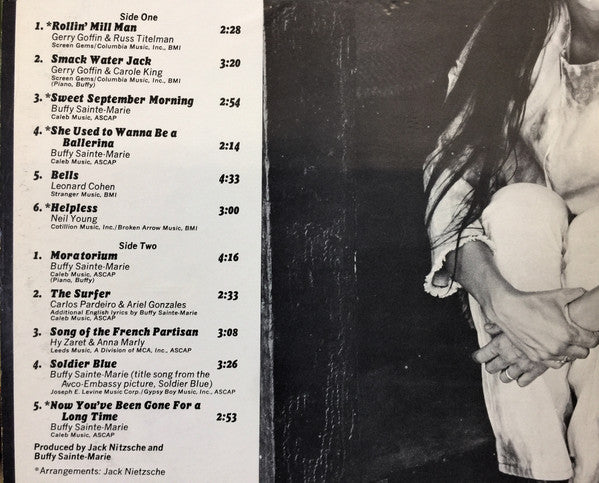 Side One
1. *Rollin' Mill Man 2:28
Gerry Goffin & Russ Titelman
Screen Gems/Columbia Music, Inc., BMI
2. Smack Water Jack 3:20
Gerry Goffin & Carole King
Screen Gems/Columbia Music, Inc., BMI
(Piano, Buffy)
3. *Sweet September Morning 2:54
Buffy Sainte-Marie
Caleb Music, ASCAP
4. *She Used to Wanna Be a
Ballerina 2:14
Buffy Sainte-Marie
Caleb Music, ASCAP
5. Bells 4:33
Leonard Cohen
Stranger Music, BMI
6. *Helpless 3:00
Neil Young
Cotillion Music, Inc./Broken Arrow Music, BMI
Side Two
1. Moratorium 4:16
Buffy Sainte-Marie
Caleb Music, ASCAP
(Piano, Buffy)
2. The Surfer 2:33
Carlos Pardeiro & Ariel Gonzales
Additional English lyrics by Buffy Sainte-Marie
Caleb Music, ASCAP
3. Song of the French Partisan 3:08
Hy Zaret & Anna Marly
Leeds Music, A Division of MCA, Inc., ASCAP
4. Soldier Blue 3:26
Buffy Sainte-Marie (title song from the
Avco-Embassy picture, Soldier Blue)
Joseph E. Levine Music Corp./Gypsy Boy Music, Inc., ASCAP
5. *Now You've Been Gone For a
Long Time 2:53
Buffy Sainte-Marie
Caleb Music, ASCAP
Produced by Jack Nitzsche and
Buffy Sainte-Marie
*Arrangements: Jack Nietzsche